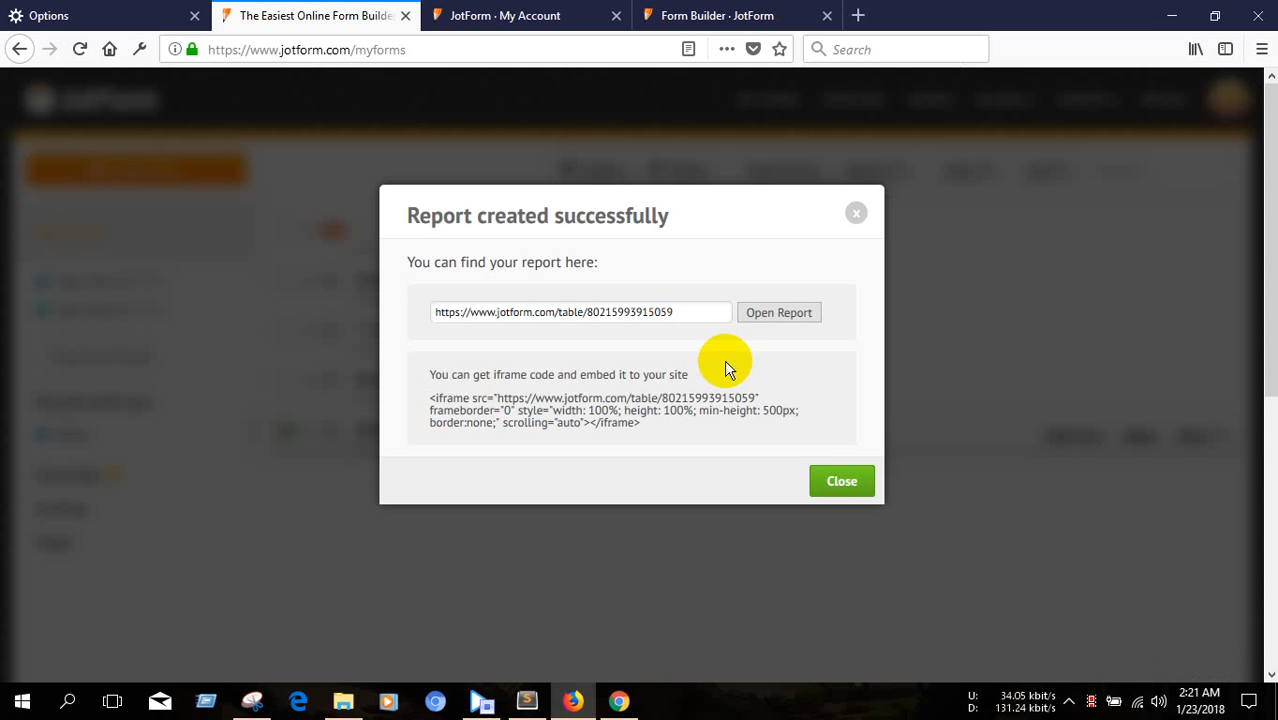 Options
The Easiest Online Form Builde
JotForm · My Account
Form Builder · JotForm
https://www.jotform.com/myforms
Search
JotForm
Report created successfully
x
You can find your report here:
https://www.jotform.com/table/80215993915059
Open Report
You can get iframe code and embed it to your site
<iframe src="https://www.jotform.com/table/80215993915059"
frameborder="0" style="width: 100%; height: 100%; min-height: 500px;
border:none;" scrolling="auto"></iframe>
Close
U: 34.05 kbit/s
D: 131.24 kbit/s
2:21 AM
1/23/2018